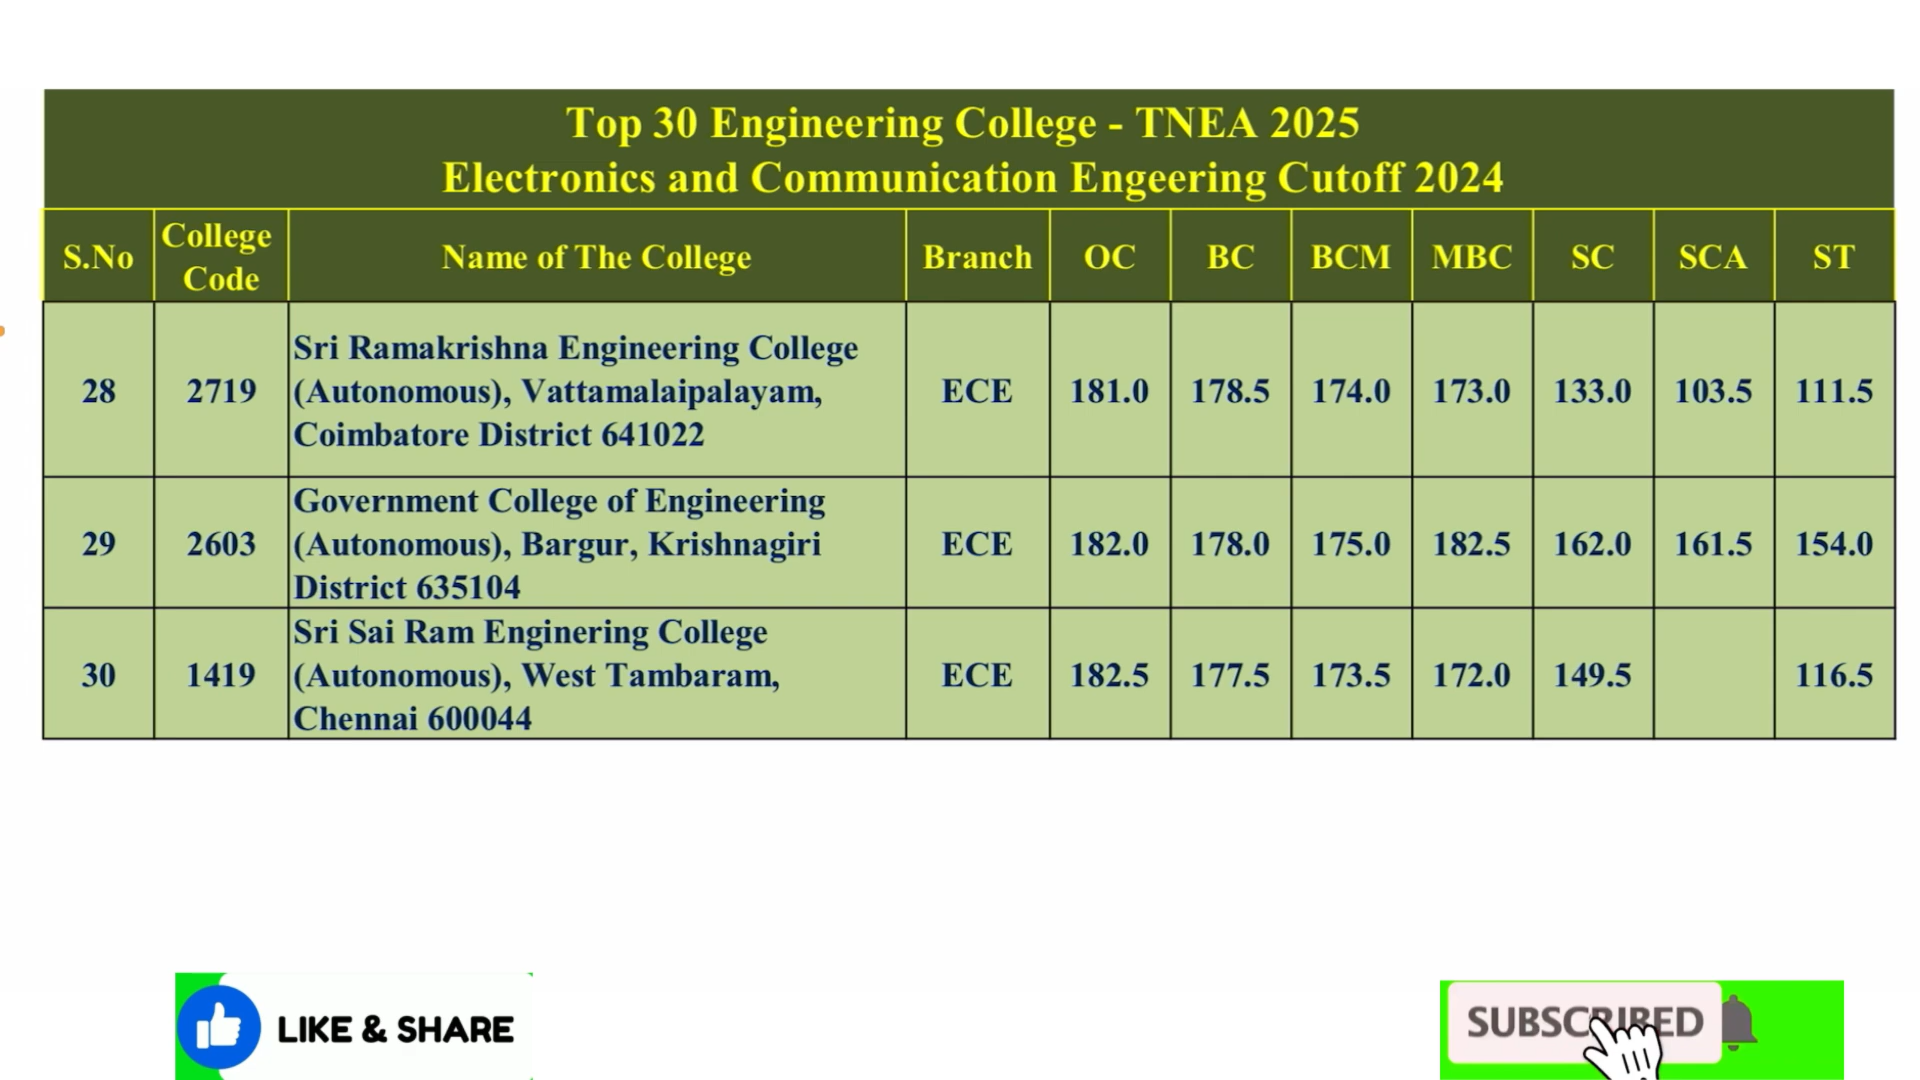 Top 30 Engineering College - TNEA 2025
Electronics and Communication Engeering Cutoff 2024
S.No College Code Name of The College Branch OC BC BCM MBC SC SCA ST
28 2719 Sri Ramakrishna Engineering College
(Autonomous), Vattamalaipalayam,
Coimbatore District 641022 ECE 181.0 178.5 174.0 173.0 133.0 103.5 111.5
29 2603 Government College of Engineering
(Autonomous), Bargur, Krishnagiri
District 635104 ECE 182.0 178.0 175.0 182.5 162.0 161.5 154.0
30 1419 Sri Sai Ram Enginering College
(Autonomous), West Tambaram,
Chennai 600044 ECE 182.5 177.5 173.5 172.0 149.5 116.5
LIKE & SHARE
SUBSCRIBED